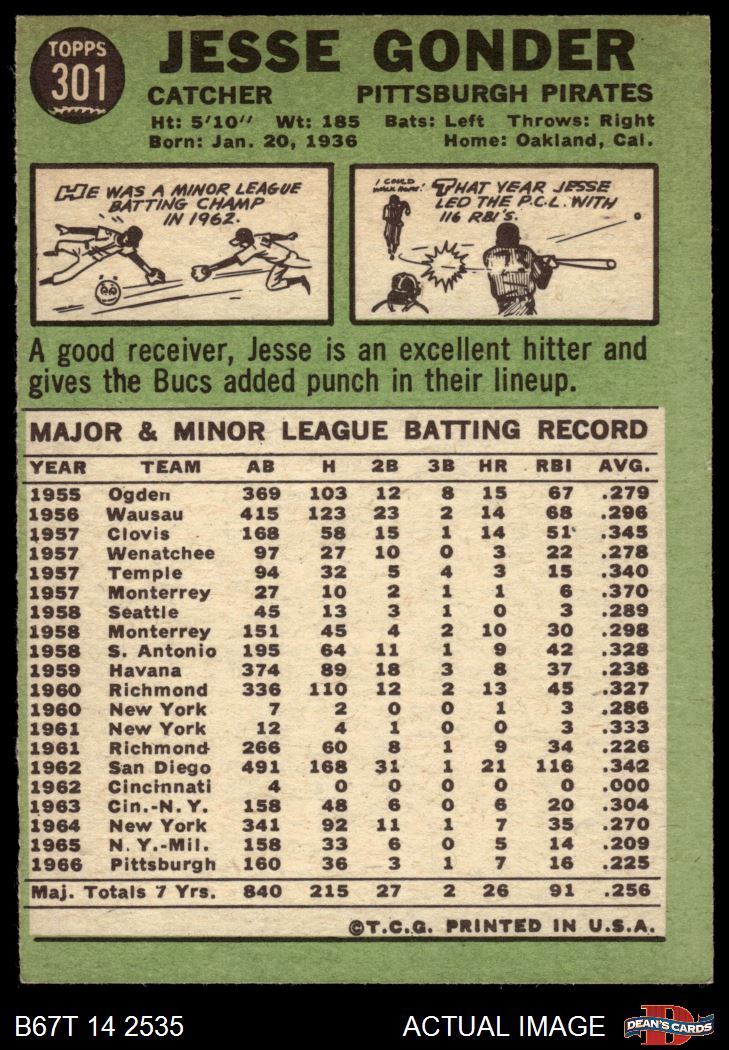 TOPPS
301
JESSE GONDER
CATCHER PITTSBURGH PIRATES
Ht: 5'10" Wt: 185 Bats: Left Throws: Right
Born: Jan. 20, 1936 Home: Oakland, Cal.
HE WAS A MINOR LEAGUE
BATTING CHAMP
IN 1962.
I COULD
WALK HOME!
THAT YEAR JESSE
LED THE P.C.L. WITH
116 RBI'S.
A good receiver, Jesse is an excellent hitter and
gives the Bucs added punch in their lineup.
MAJOR & MINOR LEAGUE BATTING RECORD
YEAR TEAM AB H 2B 3B HR RBI AVG.
1955 Ogden 369 103 12 8 15 67 .279
1956 Wausau 415 123 23 2 14 68 .296
1957 Clovis 168 58 15 1 14 51 .345
1957 Wenatchee 97 27 10 0 3 22 .278
1957 Temple 94 32 5 4 3 15 .340
1957 Monterrey 27 10 2 1 1 6 .370
1958 Seattle 45 13 3 1 0 3 .289
1958 Monterrey 151 45 4 2 10 30 .298
1958 S. Antonio 195 64 11 1 9 42 .328
1959 Havana 374 89 18 3 8 37 .238
1960 Richmond 336 110 12 2 13 45 .327
1960 New York 7 2 0 0 1 3 .286
1961 New York 12 4 1 0 0 3 .333
1961 Richmond 266 60 8 1 9 34 .226
1962 San Diego 491 168 31 1 21 116 .342
1962 Cincinnati 4 0 0 0 0 0 .000
1963 Cin.-N. Y. 158 48 6 0 6 20 .304
1964 New York 341 92 11 1 7 35 .270
1965 N. Y.-Mil. 158 33 6 0 5 14 .209
1966 Pittsburgh 160 36 3 1 7 16 .225
Maj. Totals 7 Yrs. 840 215 27 2 26 91 .256
©T.C.G. PRINTED IN U.S.A.
B67T 14 2535 ACTUAL IMAGE
DEAN'S CARDS